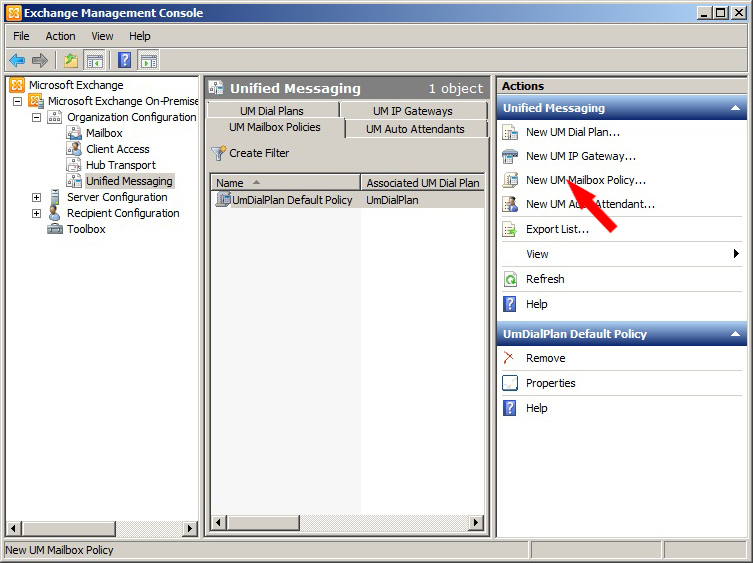 Exchange Management Console
File Action View Help
Microsoft Exchange
Microsoft Exchange On-Premise
Organization Configuration
Mailbox
Client Access
Hub Transport
Unified Messaging
Server Configuration
Recipient Configuration
Toolbox
Unified Messaging 1 object
UM Dial Plans UM IP Gateways
UM Mailbox Policies UM Auto Attendants
Create Filter
Name Associated UM Dial Plan
UmDialPlan Default Policy UmDialPlan
Actions
Unified Messaging
New UM Dial Plan...
New UM IP Gateway...
New UM Mailbox Policy...
New UM Auto Attendant...
Export List...
View
Refresh
Help
UmDialPlan Default Policy
Remove
Properties
Help
New UM Mailbox Policy